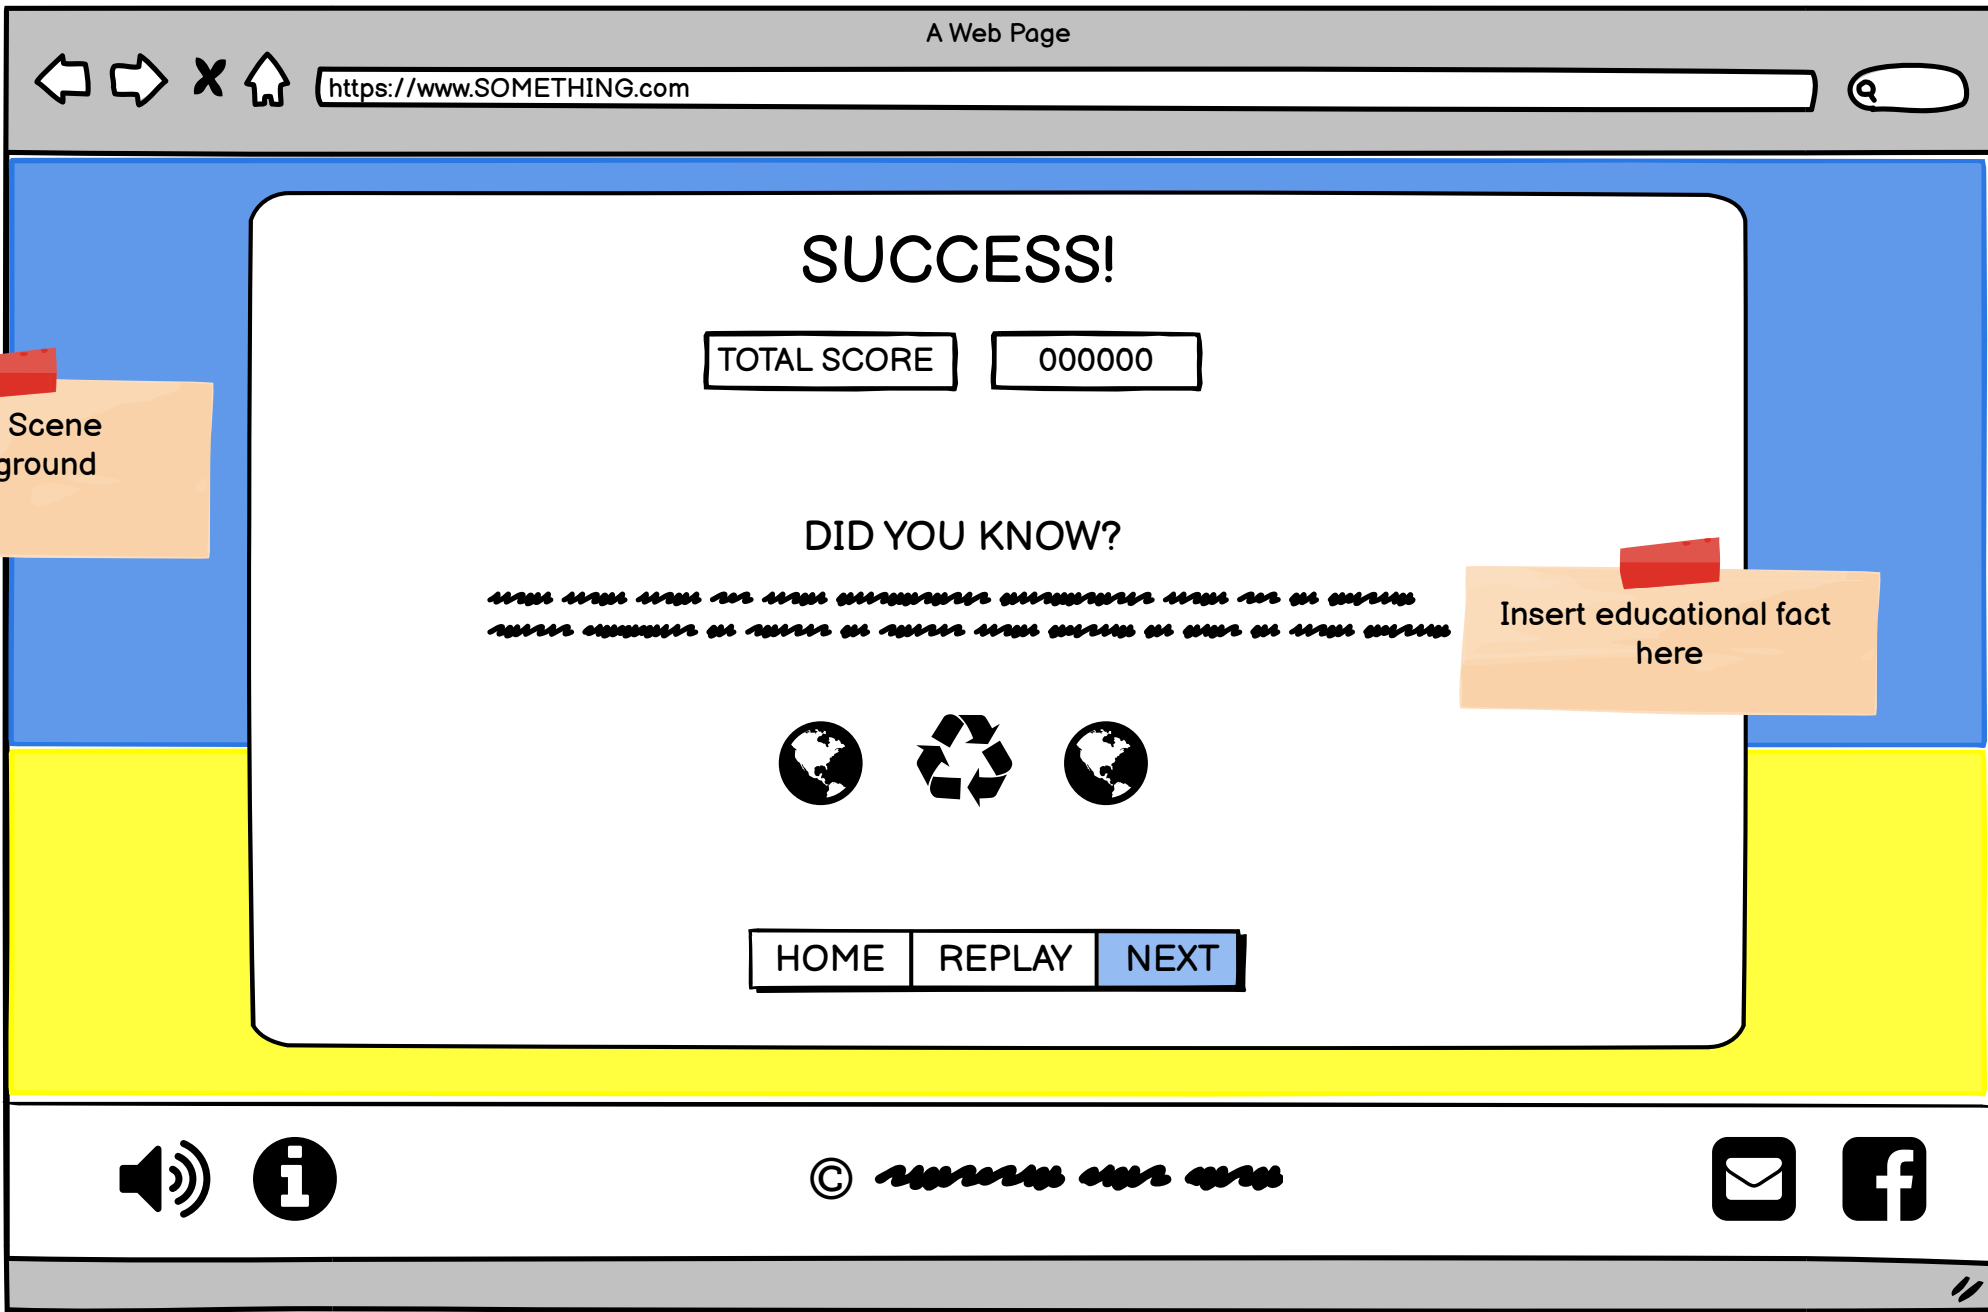 A Web Page
https://www.SOMETHING.com
SUCCESS!
TOTAL SCORE 000000
Scene
ground
DID YOU KNOW?
Insert educational fact
here
HOME REPLAY NEXT
©